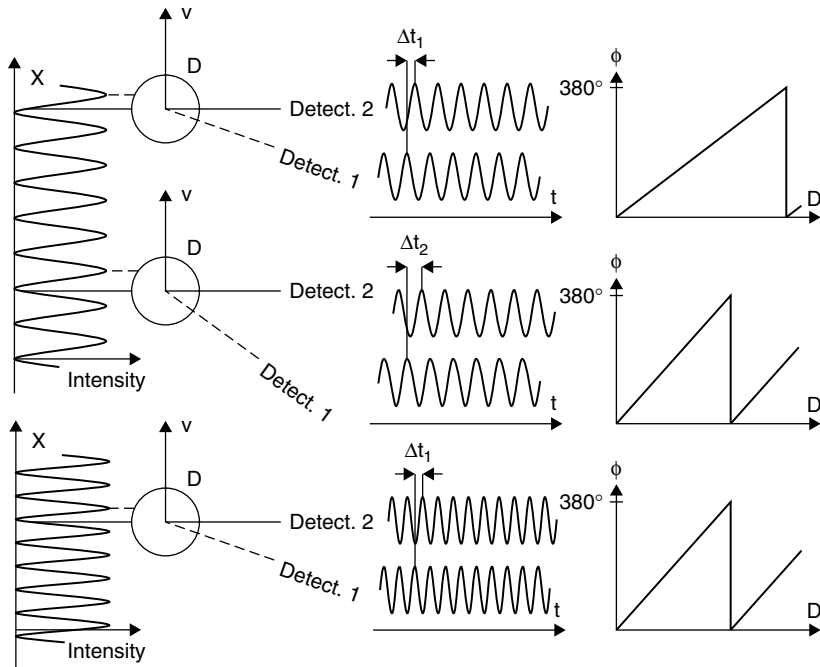 v
X
D
Detect. 2
Detect. 1
Δt1
t
ϕ
380°
D
v
D
Detect. 2
Detect. 1
Intensity
Δt2
t
ϕ
380°
D
v
X
D
Detect. 2
Detect. 1
Intensity
Δt1
t
ϕ
380°
D